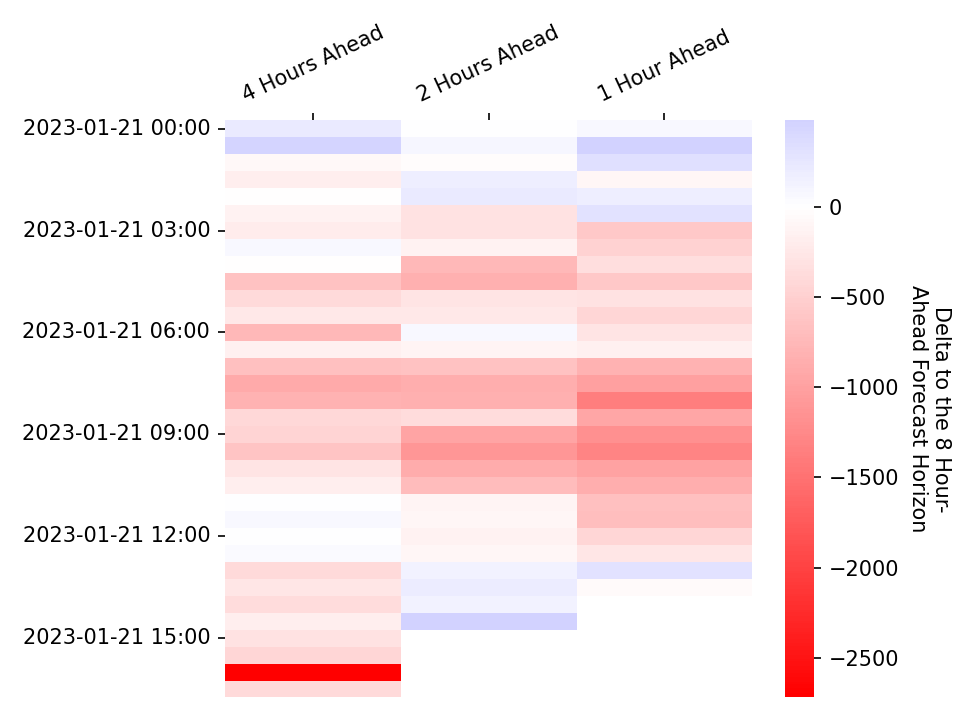 4 Hours Ahead
2 Hours Ahead
1 Hour Ahead
2023-01-21 00:00
2023-01-21 03:00
2023-01-21 06:00
2023-01-21 09:00
2023-01-21 12:00
2023-01-21 15:00
0
−500
−1000
−1500
−2000
−2500
Delta to the 8 Hour-
Ahead Forecast Horizon